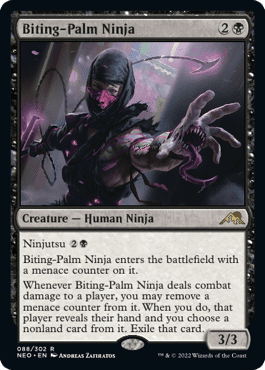 Biting-Palm Ninja 2
Creature — Human Ninja
Ninjutsu 2
Biting-Palm Ninja enters the battlefield with
a menace counter on it.
Whenever Biting-Palm Ninja deals combat
damage to a player, you may remove a
menace counter from it. When you do, that
player reveals their hand and you choose a
nonland card from it. Exile that card.
3/3
088/302 R
NEO • EN Andreas Zafiratos
™ & © 2022 Wizards of the Coast